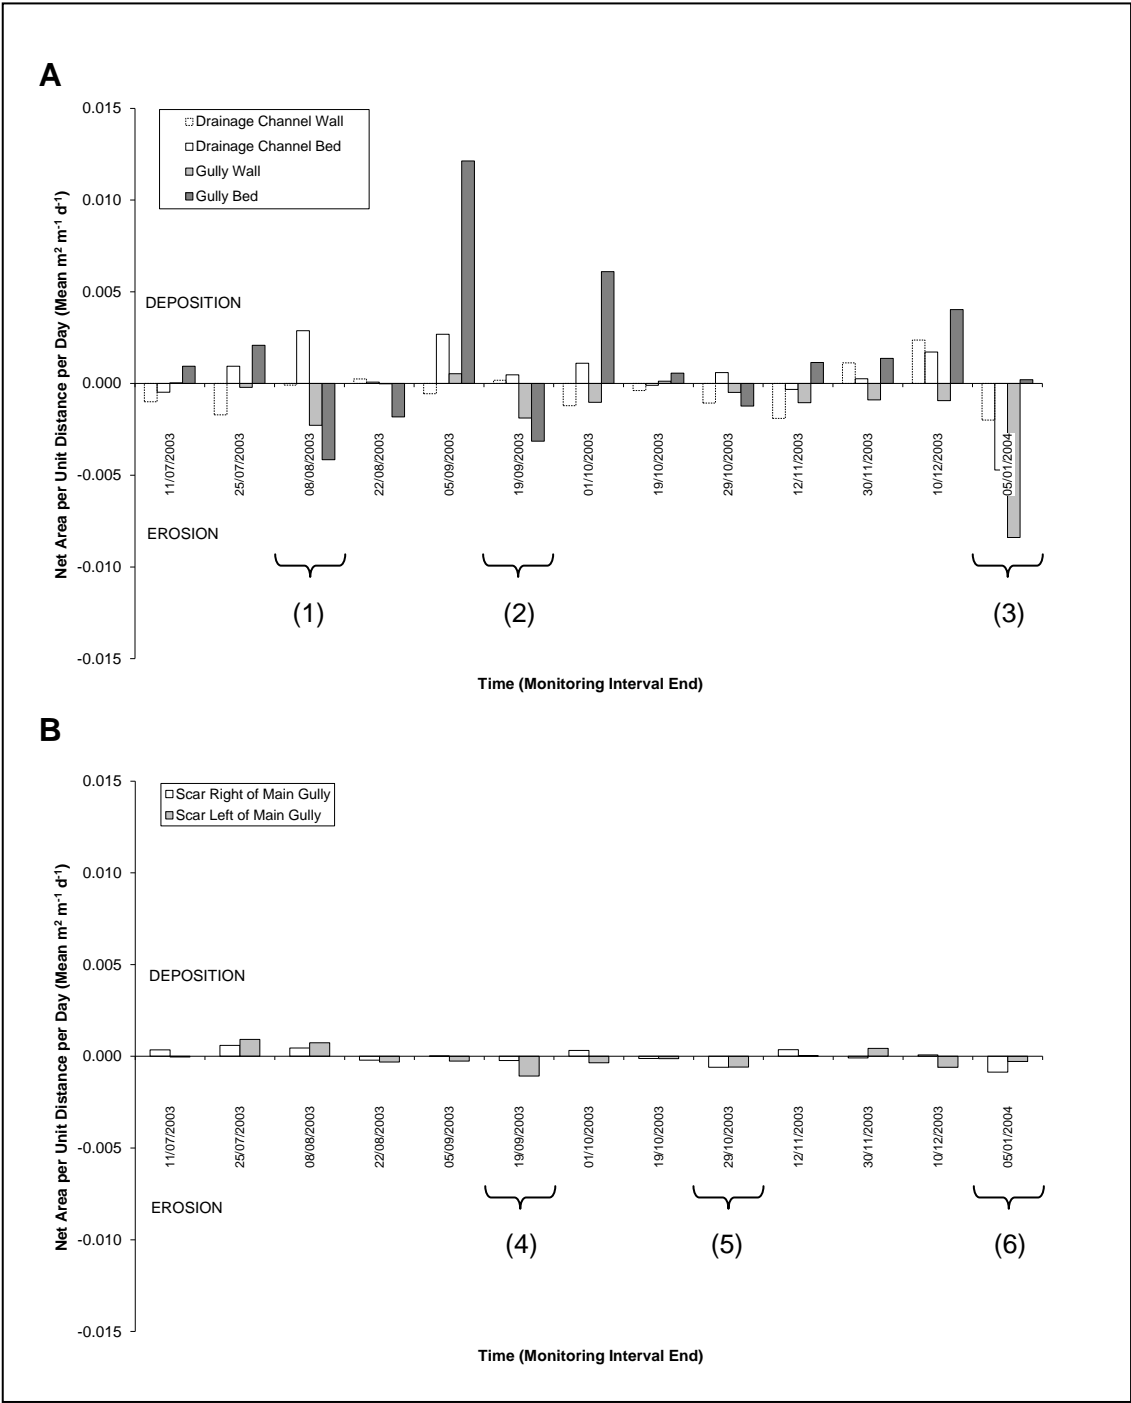 A
0.015
0.010
0.005
0.000
-0.005
-0.010
-0.015
Net Area per Unit Distance per Day (Mean m² m⁻¹ d⁻¹)
Drainage Channel Wall
Drainage Channel Bed
Gully Wall
Gully Bed
DEPOSITION
EROSION
11/07/2003
25/07/2003
08/08/2003
22/08/2003
05/09/2003
19/09/2003
01/10/2003
19/10/2003
29/10/2003
12/11/2003
30/11/2003
10/12/2003
05/01/2004
(1)
(2)
(3)
Time (Monitoring Interval End)
B
0.015
0.010
0.005
0.000
-0.005
-0.010
-0.015
Net Area per Unit Distance per Day (Mean m² m⁻¹ d⁻¹)
Scar Right of Main Gully
Scar Left of Main Gully
DEPOSITION
EROSION
11/07/2003
25/07/2003
08/08/2003
22/08/2003
05/09/2003
19/09/2003
01/10/2003
19/10/2003
29/10/2003
12/11/2003
30/11/2003
10/12/2003
05/01/2004
(4)
(5)
(6)
Time (Monitoring Interval End)